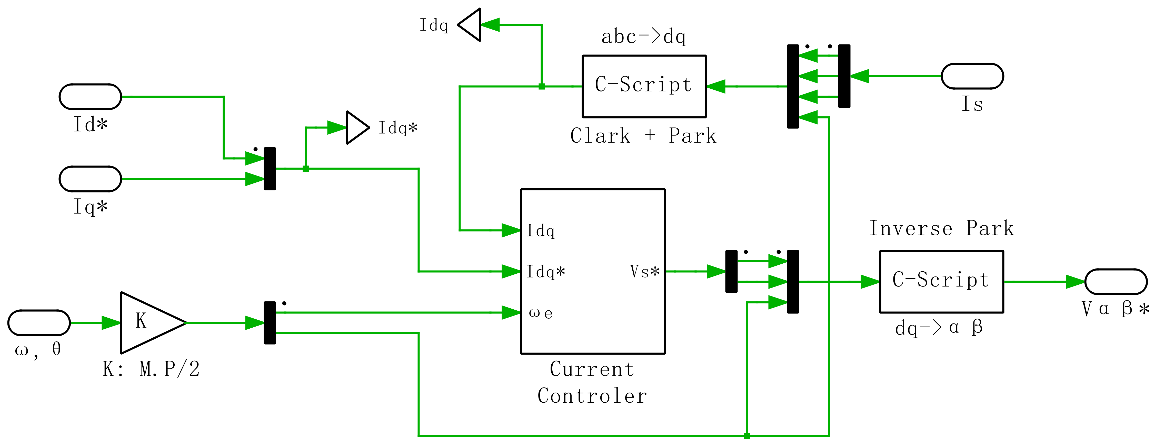 Idq
abc->dq
C-Script
Clark + Park
Is
Id*
Idq*
Iq*
Idq
Idq*
ωe
Vs*
Current
Controler
Inverse Park
C-Script
dq->αβ
Vαβ*
ω, θ
K
K: M.P/2